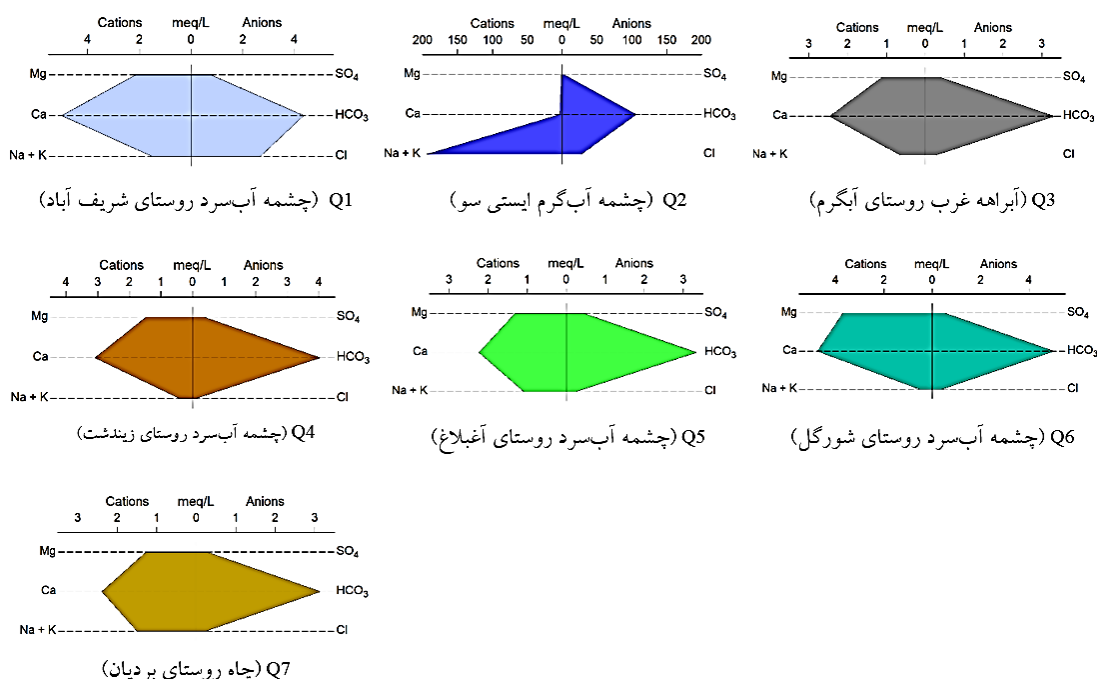 Cations meq/L Anions
4 2 0 2 4
Mg SO₄
Ca HCO₃
Na + K Cl
Q1 (چشمه آب‌سرد روستای شریف آباد)
Cations meq/L Anions
200 150 100 50 0 50 100 150 200
Mg SO₄
Ca HCO₃
Na + K Cl
Q2 (چشمه آب‌گرم ایستی سو)
Cations meq/L Anions
3 2 1 0 1 2 3
Mg SO₄
Ca HCO₃
Na + K Cl
Q3 (آبراهه غرب روستای آبگرم)
Cations meq/L Anions
4 3 2 1 0 1 2 3 4
Mg SO₄
Ca HCO₃
Na + K Cl
Q4 (چشمه آب‌سرد روستای زیندشت)
Cations meq/L Anions
3 2 1 0 1 2 3
Mg SO₄
Ca HCO₃
Na + K Cl
Q5 (چشمه آب‌سرد روستای آغبلاغ)
Cations meq/L Anions
4 2 0 2 4
Mg SO₄
Ca HCO₃
Na + K Cl
Q6 (چشمه آب‌سرد روستای شورگل)
Cations meq/L Anions
3 2 1 0 1 2 3
Mg SO₄
Ca HCO₃
Na + K Cl
Q7 (چاه روستای بردیان)